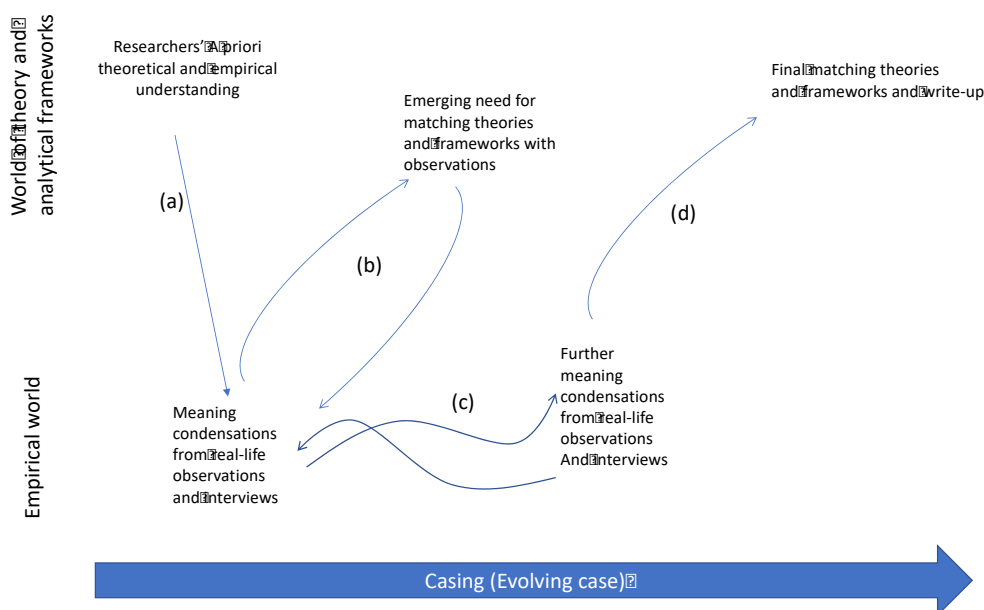 World of theory and
analytical frameworks
Researchers’ A priori
theoretical and empirical
understanding
(a)
Emerging need for
matching theories
and frameworks with
observations
(b)
Final matching theories
and frameworks and write-up
(d)
Empirical world
Meaning
condensations
from real-life
observations
and interviews
(c)
Further
meaning
condensations
from real-life
observations
And interviews
Casing (Evolving case)